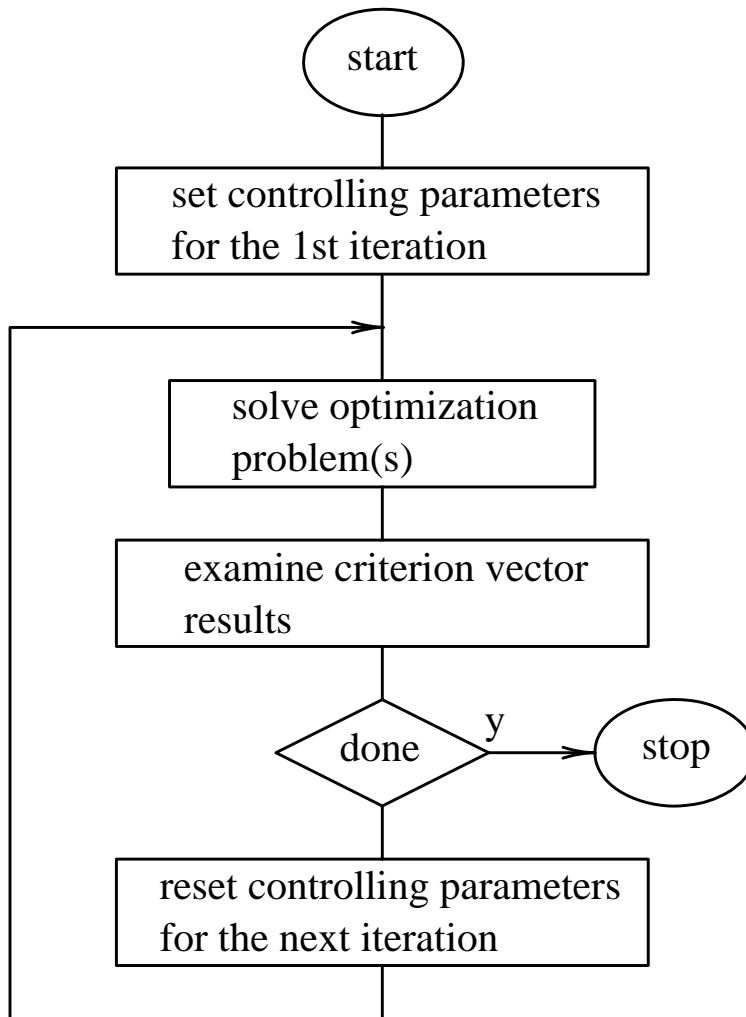 start
set controlling parameters
for the 1st iteration
solve optimization
problem(s)
examine criterion vector
results
done
y
stop
reset controlling parameters
for the next iteration